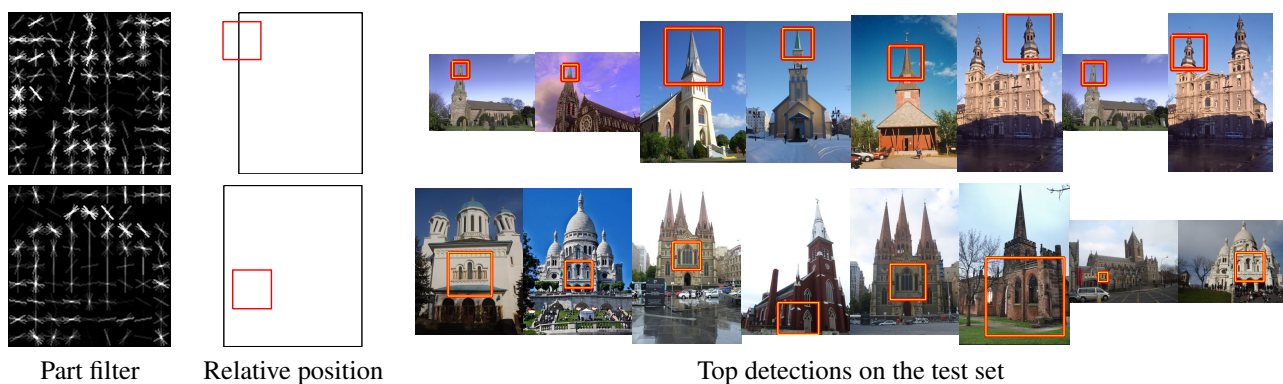 Part filter
Relative position
Top detections on the test set